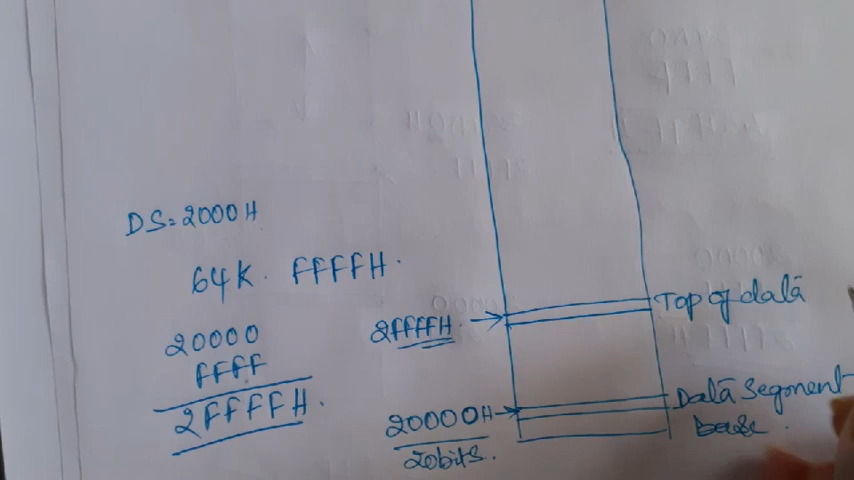 DS=2000H
64K. FFFFH.
20000
FFFF
2FFFFH.
2FFFFH
Top of data
20000H
20bits.
Data Segment
base.